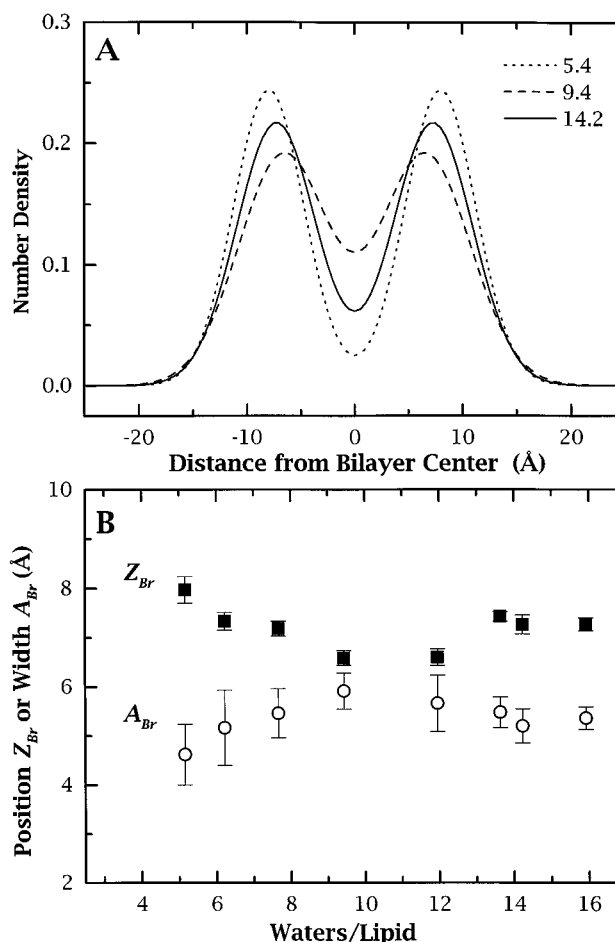 A
0.3
0.2
0.1
0.0
Number Density
5.4
9.4
14.2
-20 -10 0 10 20
Distance from Bilayer Center (Å)
B
10
8
6
4
2
Position Z_Br or Width A_Br (Å)
Z_Br
A_Br
4 6 8 10 12 14 16
Waters/Lipid